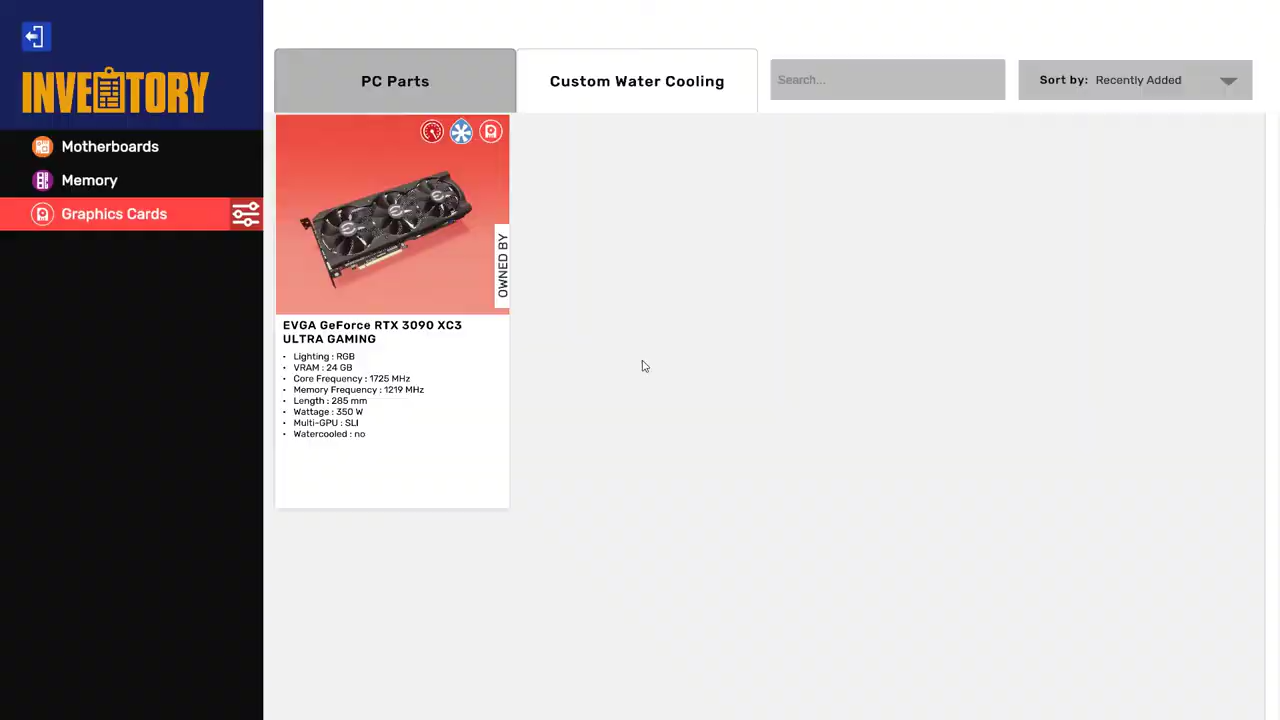 INVENTORY
Motherboards
Memory
Graphics Cards
PC Parts
Custom Water Cooling
Search...
Sort by: Recently Added
OWNED BY
EVGA GeForce RTX 3090 XC3
ULTRA GAMING
• Lighting : RGB
• VRAM : 24 GB
• Core Frequency : 1725 MHz
• Memory Frequency : 1219 MHz
• Length : 285 mm
• Wattage : 350 W
• Multi-GPU : SLI
• Watercooled : no